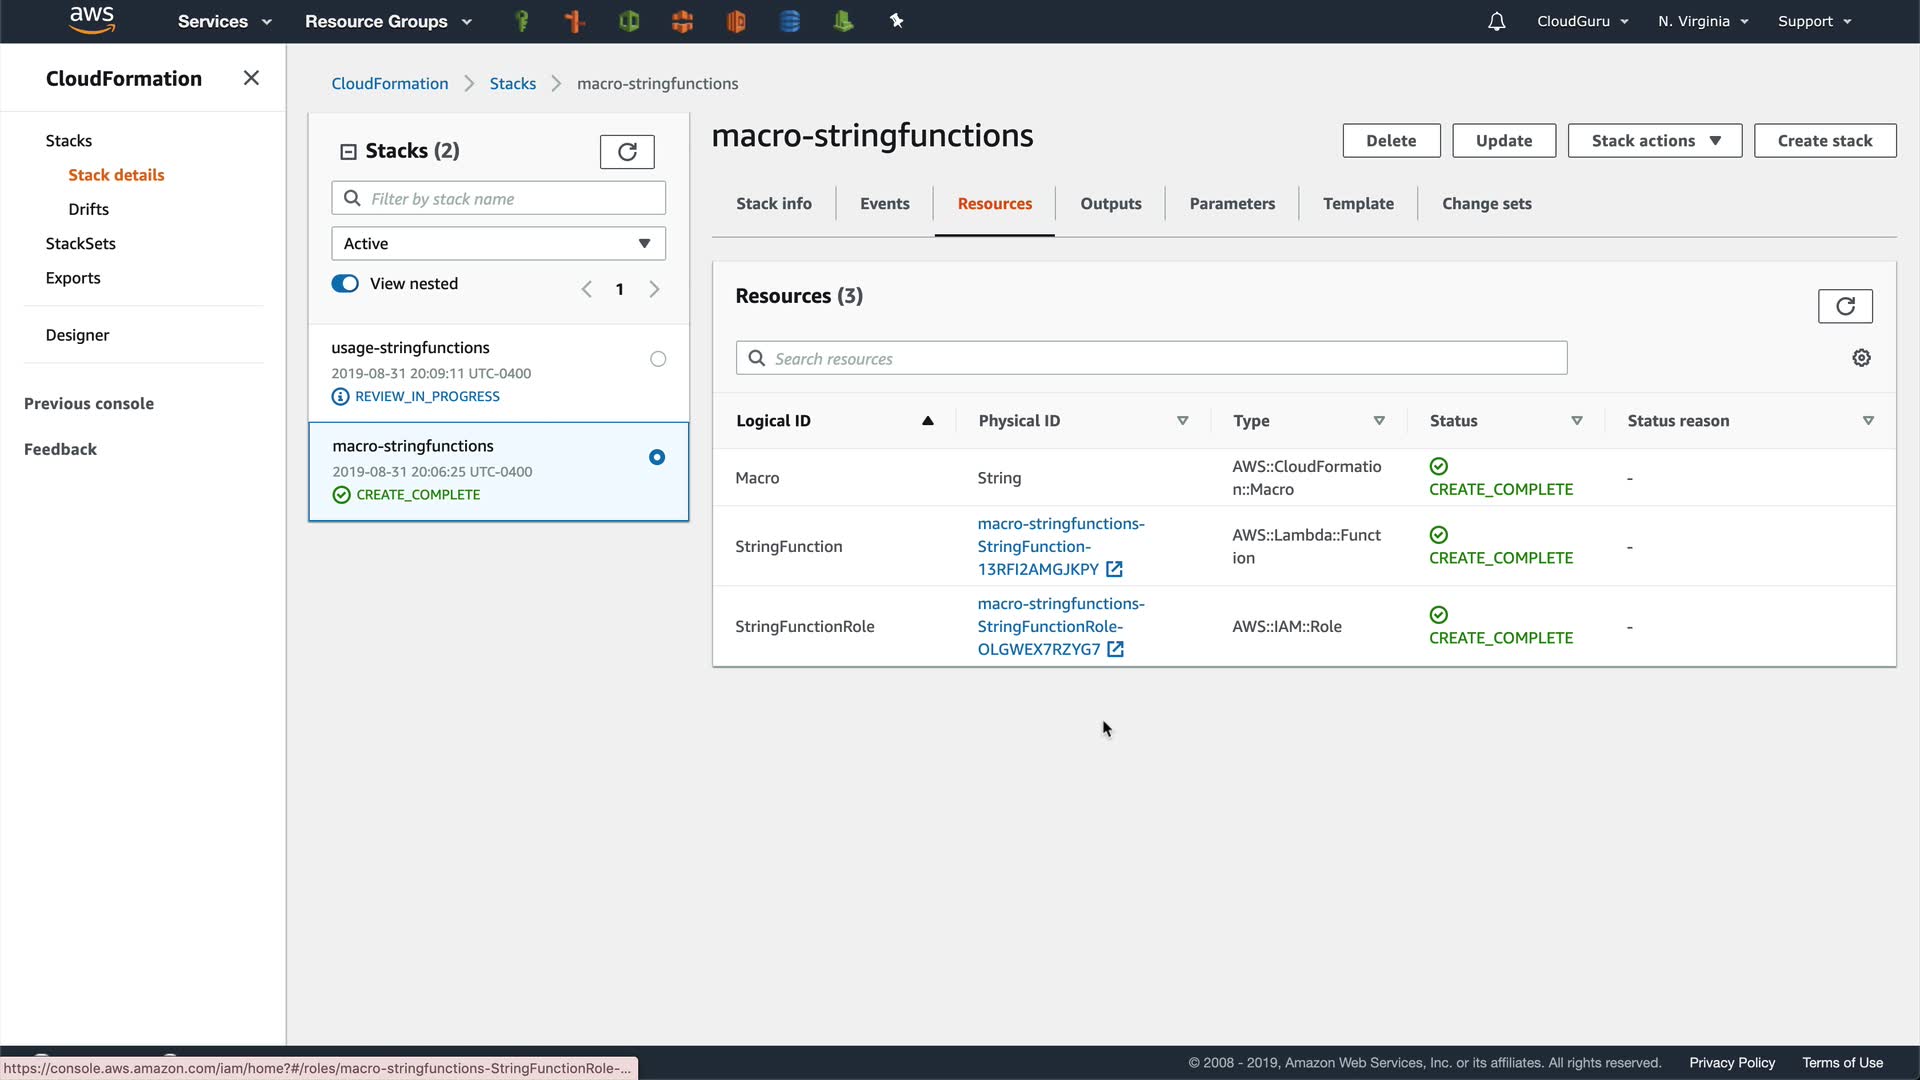 aws
Services
Resource Groups
CloudGuru
N. Virginia
Support
CloudFormation
Stacks
Stack details
Drifts
StackSets
Exports
Designer
Previous console
Feedback
CloudFormation
Stacks
macro-stringfunctions
Stacks (2)
Filter by stack name
Active
View nested
1
usage-stringfunctions
2019-08-31 20:09:11 UTC-0400
REVIEW_IN_PROGRESS
macro-stringfunctions
2019-08-31 20:06:25 UTC-0400
CREATE_COMPLETE
macro-stringfunctions
Delete
Update
Stack actions
Create stack
Stack info
Events
Resources
Outputs
Parameters
Template
Change sets
Resources (3)
Search resources
Logical ID
Physical ID
Type
Status
Status reason
Macro
String
AWS::CloudFormatio
n::Macro
CREATE_COMPLETE
-
StringFunction
macro-stringfunctions-
StringFunction-
13RFI2AMGJKPY
AWS::Lambda::Funct
ion
CREATE_COMPLETE
-
StringFunctionRole
macro-stringfunctions-
StringFunctionRole-
OLGWEX7RZYG7
AWS::IAM::Role
CREATE_COMPLETE
-
https://console.aws.amazon.com/iam/home?#/roles/macro-stringfunctions-StringFunctionRole-...
© 2008 - 2019, Amazon Web Services, Inc. or its affiliates. All rights reserved.
Privacy Policy
Terms of Use